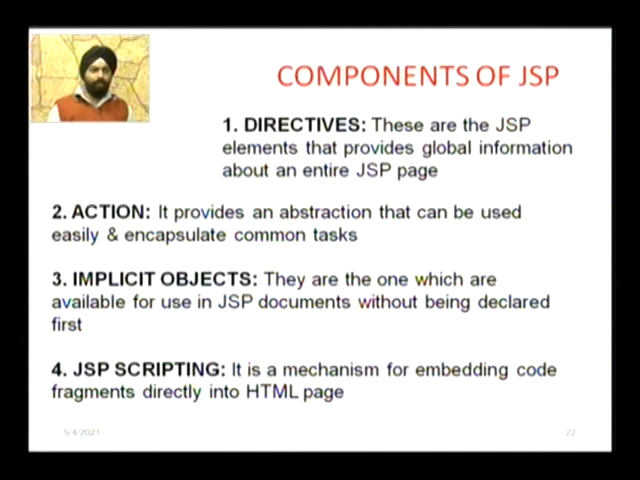 COMPONENTS OF JSP
1. DIRECTIVES: These are the JSP
elements that provides global information
about an entire JSP page
2. ACTION: It provides an abstraction that can be used
easily & encapsulate common tasks
3. IMPLICIT OBJECTS: They are the one which are
available for use in JSP documents without being declared
first
4. JSP SCRIPTING: It is a mechanism for embedding code
fragments directly into HTML page
5/4/2021
22